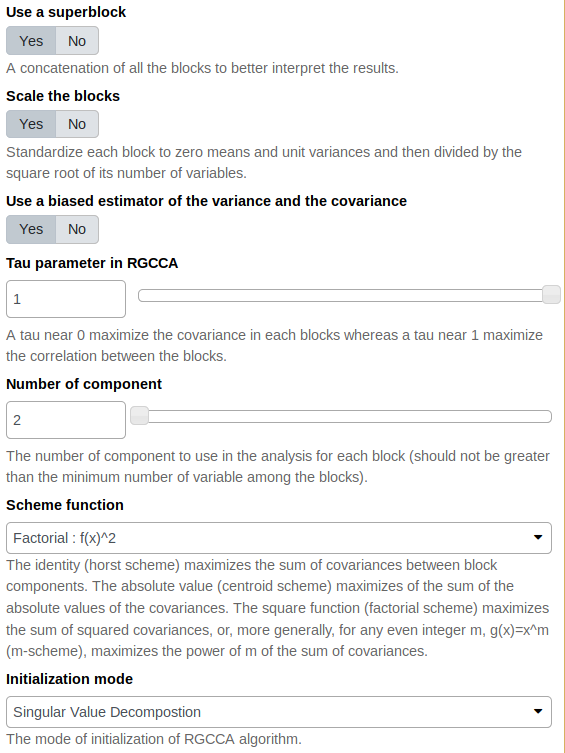 Use a superblock
Yes No
A concatenation of all the blocks to better interpret the results.
Scale the blocks
Yes No
Standardize each block to zero means and unit variances and then divided by the
square root of its number of variables.
Use a biased estimator of the variance and the covariance
Yes No
Tau parameter in RGCCA
1
A tau near 0 maximize the covariance in each blocks whereas a tau near 1 maximize
the correlation between the blocks.
Number of component
2
The number of component to use in the analysis for each block (should not be greater
than the minimum number of variable among the blocks).
Scheme function
Factorial : f(x)^2
The identity (horst scheme) maximizes the sum of covariances between block
components. The absolute value (centroid scheme) maximizes of the sum of the
absolute values of the covariances. The square function (factorial scheme) maximizes
the sum of squared covariances, or, more generally, for any even integer m, g(x)=x^m
(m-scheme), maximizes the power of m of the sum of covariances.
Initialization mode
Singular Value Decompostion
The mode of initialization of RGCCA algorithm.